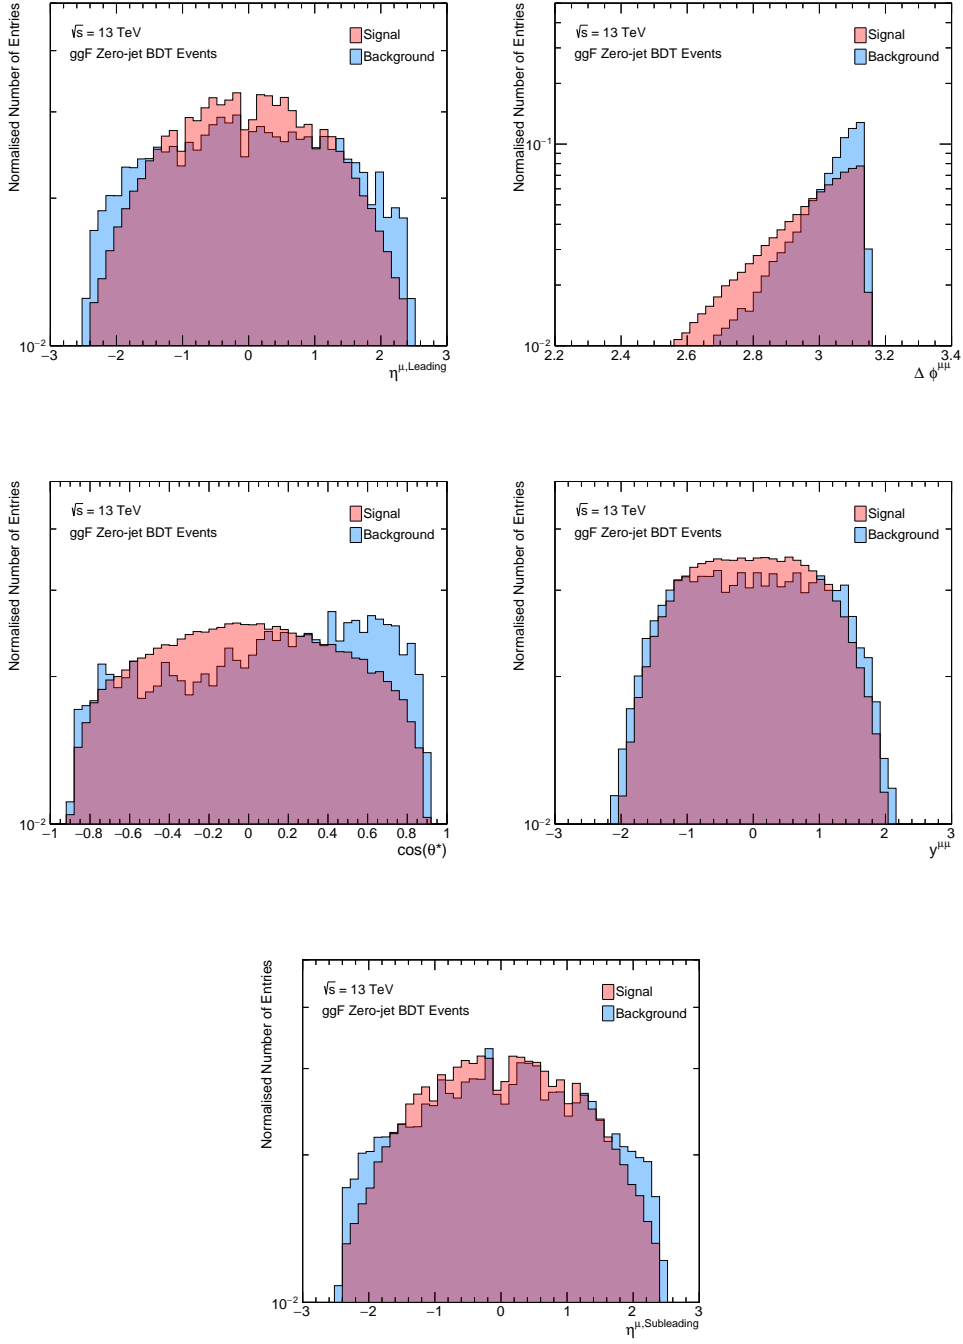 Normalised Number of Entries
√s = 13 TeV
ggF Zero-jet BDT Events
Signal
Background
10⁻²
−3 −2 −1 0 1 2 3
η^μ,Leading
Normalised Number of Entries
√s = 13 TeV
ggF Zero-jet BDT Events
Signal
Background
10⁻¹
10⁻²
2.2 2.4 2.6 2.8 3 3.2 3.4
Δ ϕ^μμ
Normalised Number of Entries
√s = 13 TeV
ggF Zero-jet BDT Events
Signal
Background
10⁻²
−1 −0.8 −0.6 −0.4 −0.2 0 0.2 0.4 0.6 0.8 1
cos(θ*)
Normalised Number of Entries
√s = 13 TeV
ggF Zero-jet BDT Events
Signal
Background
10⁻²
−3 −2 −1 0 1 2 3
y^μμ
Normalised Number of Entries
√s = 13 TeV
ggF Zero-jet BDT Events
Signal
Background
10⁻²
−3 −2 −1 0 1 2 3
η^μ,Subleading